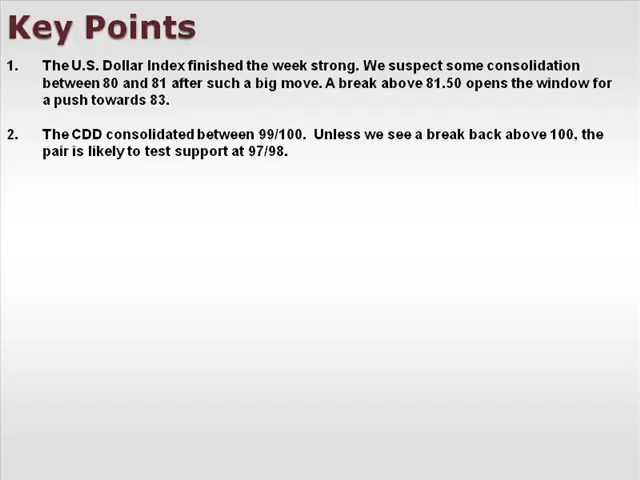 Key Points
1. The U.S. Dollar Index finished the week strong. We suspect some consolidation
between 80 and 81 after such a big move. A break above 81.50 opens the window for
a push towards 83.
2. The CDD consolidated between 99/100. Unless we see a break back above 100, the
pair is likely to test support at 97/98.